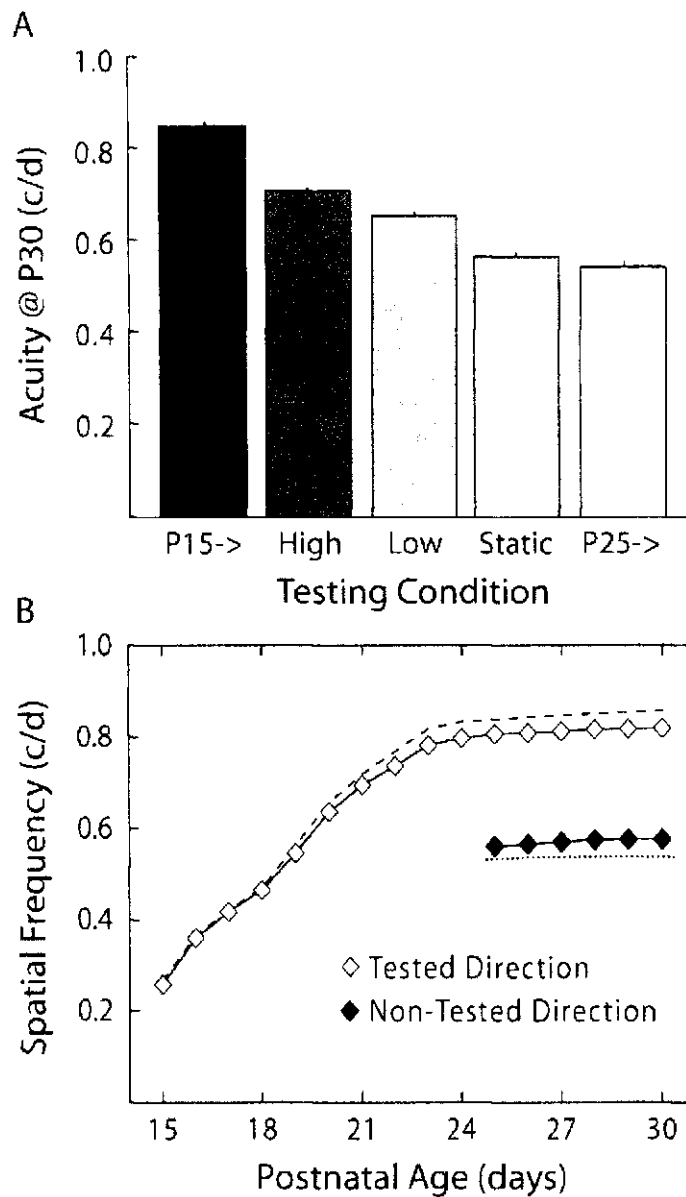 A
1.0
0.8
0.6
0.4
0.2
Acuity @ P30 (c/d)
P15-> High Low Static P25->
Testing Condition
B
1.0
0.8
0.6
0.4
0.2
Spatial Frequency (c/d)
Tested Direction
Non-Tested Direction
15 18 21 24 27 30
Postnatal Age (days)